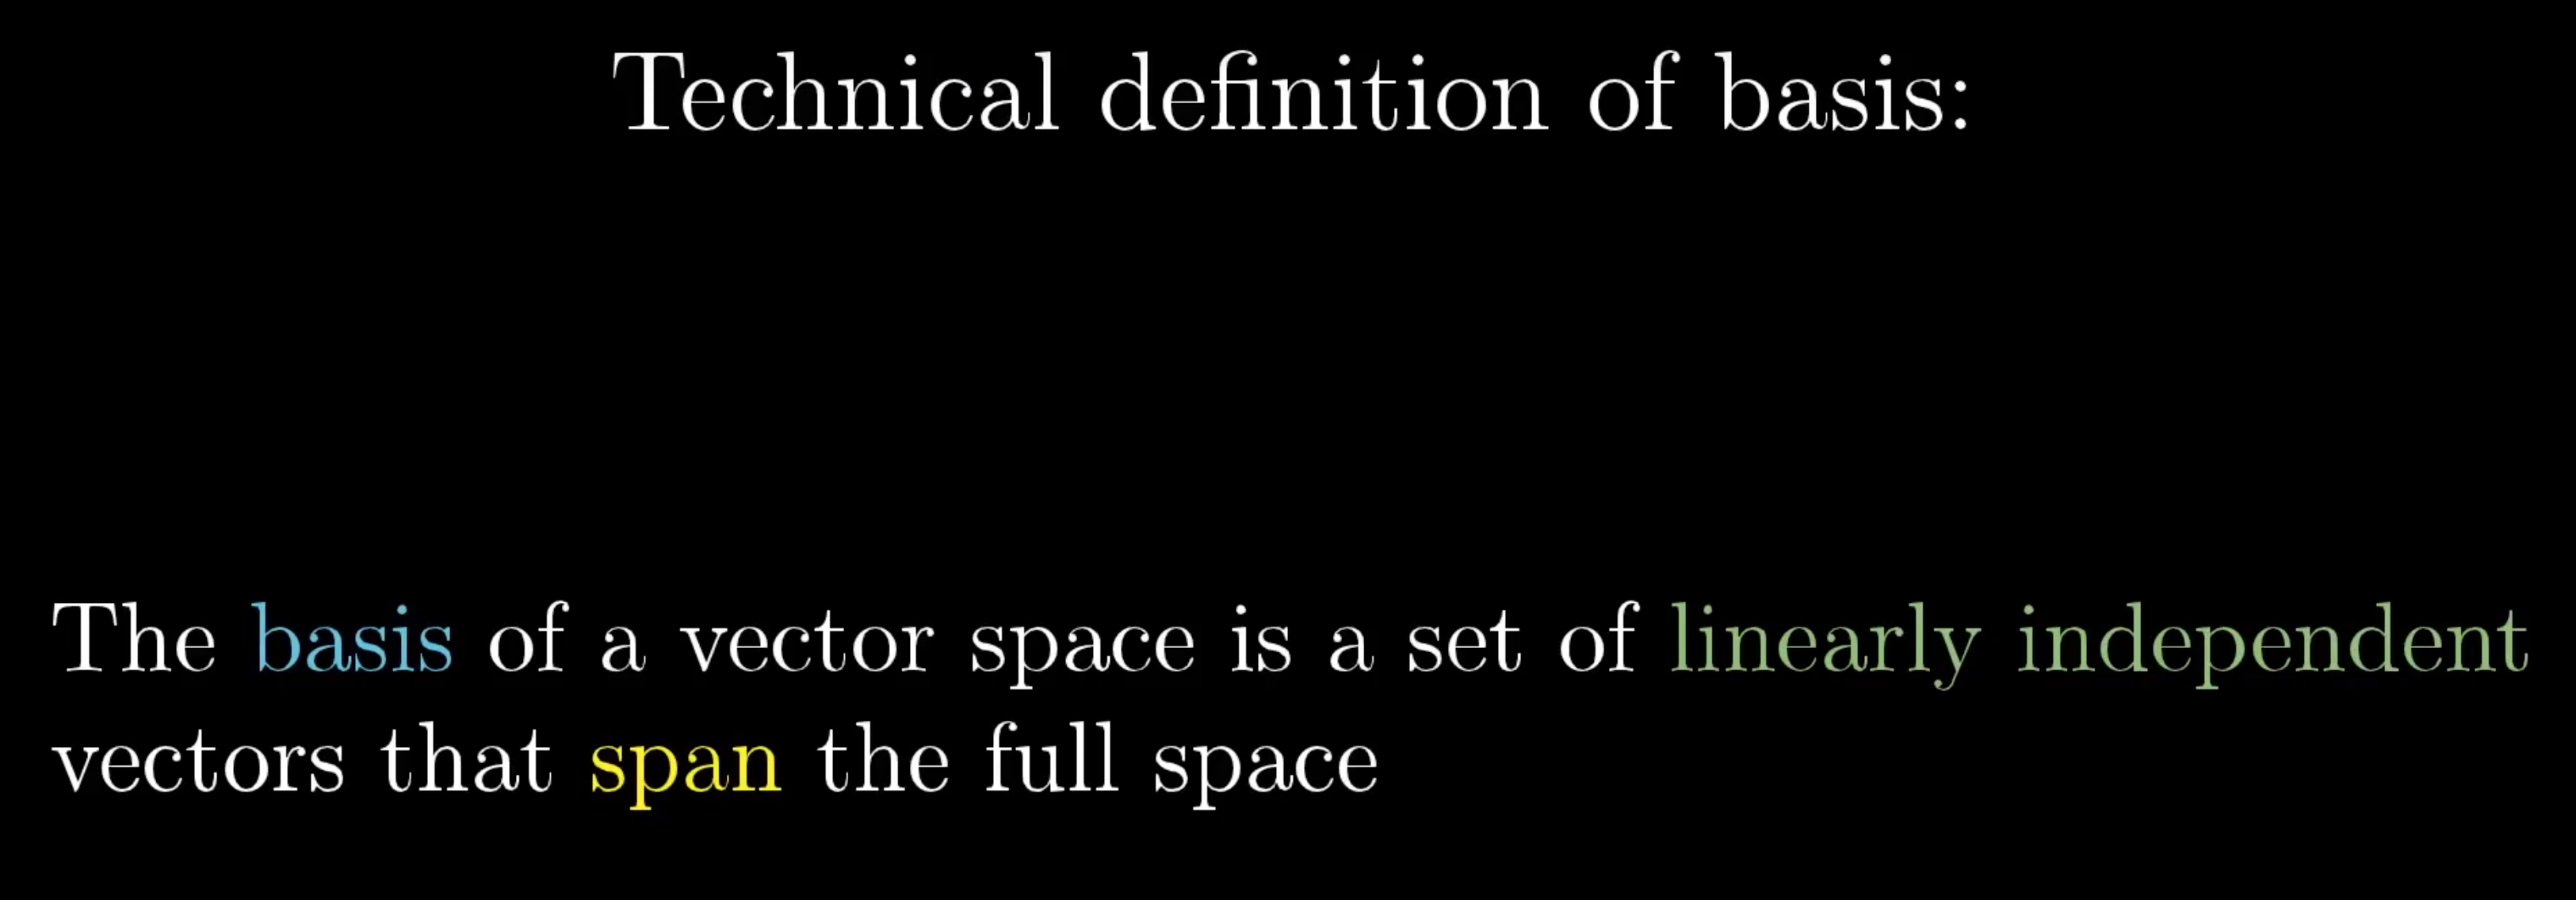 Technical definition of basis:
The basis of a vector space is a set of linearly independent
vectors that span the full space